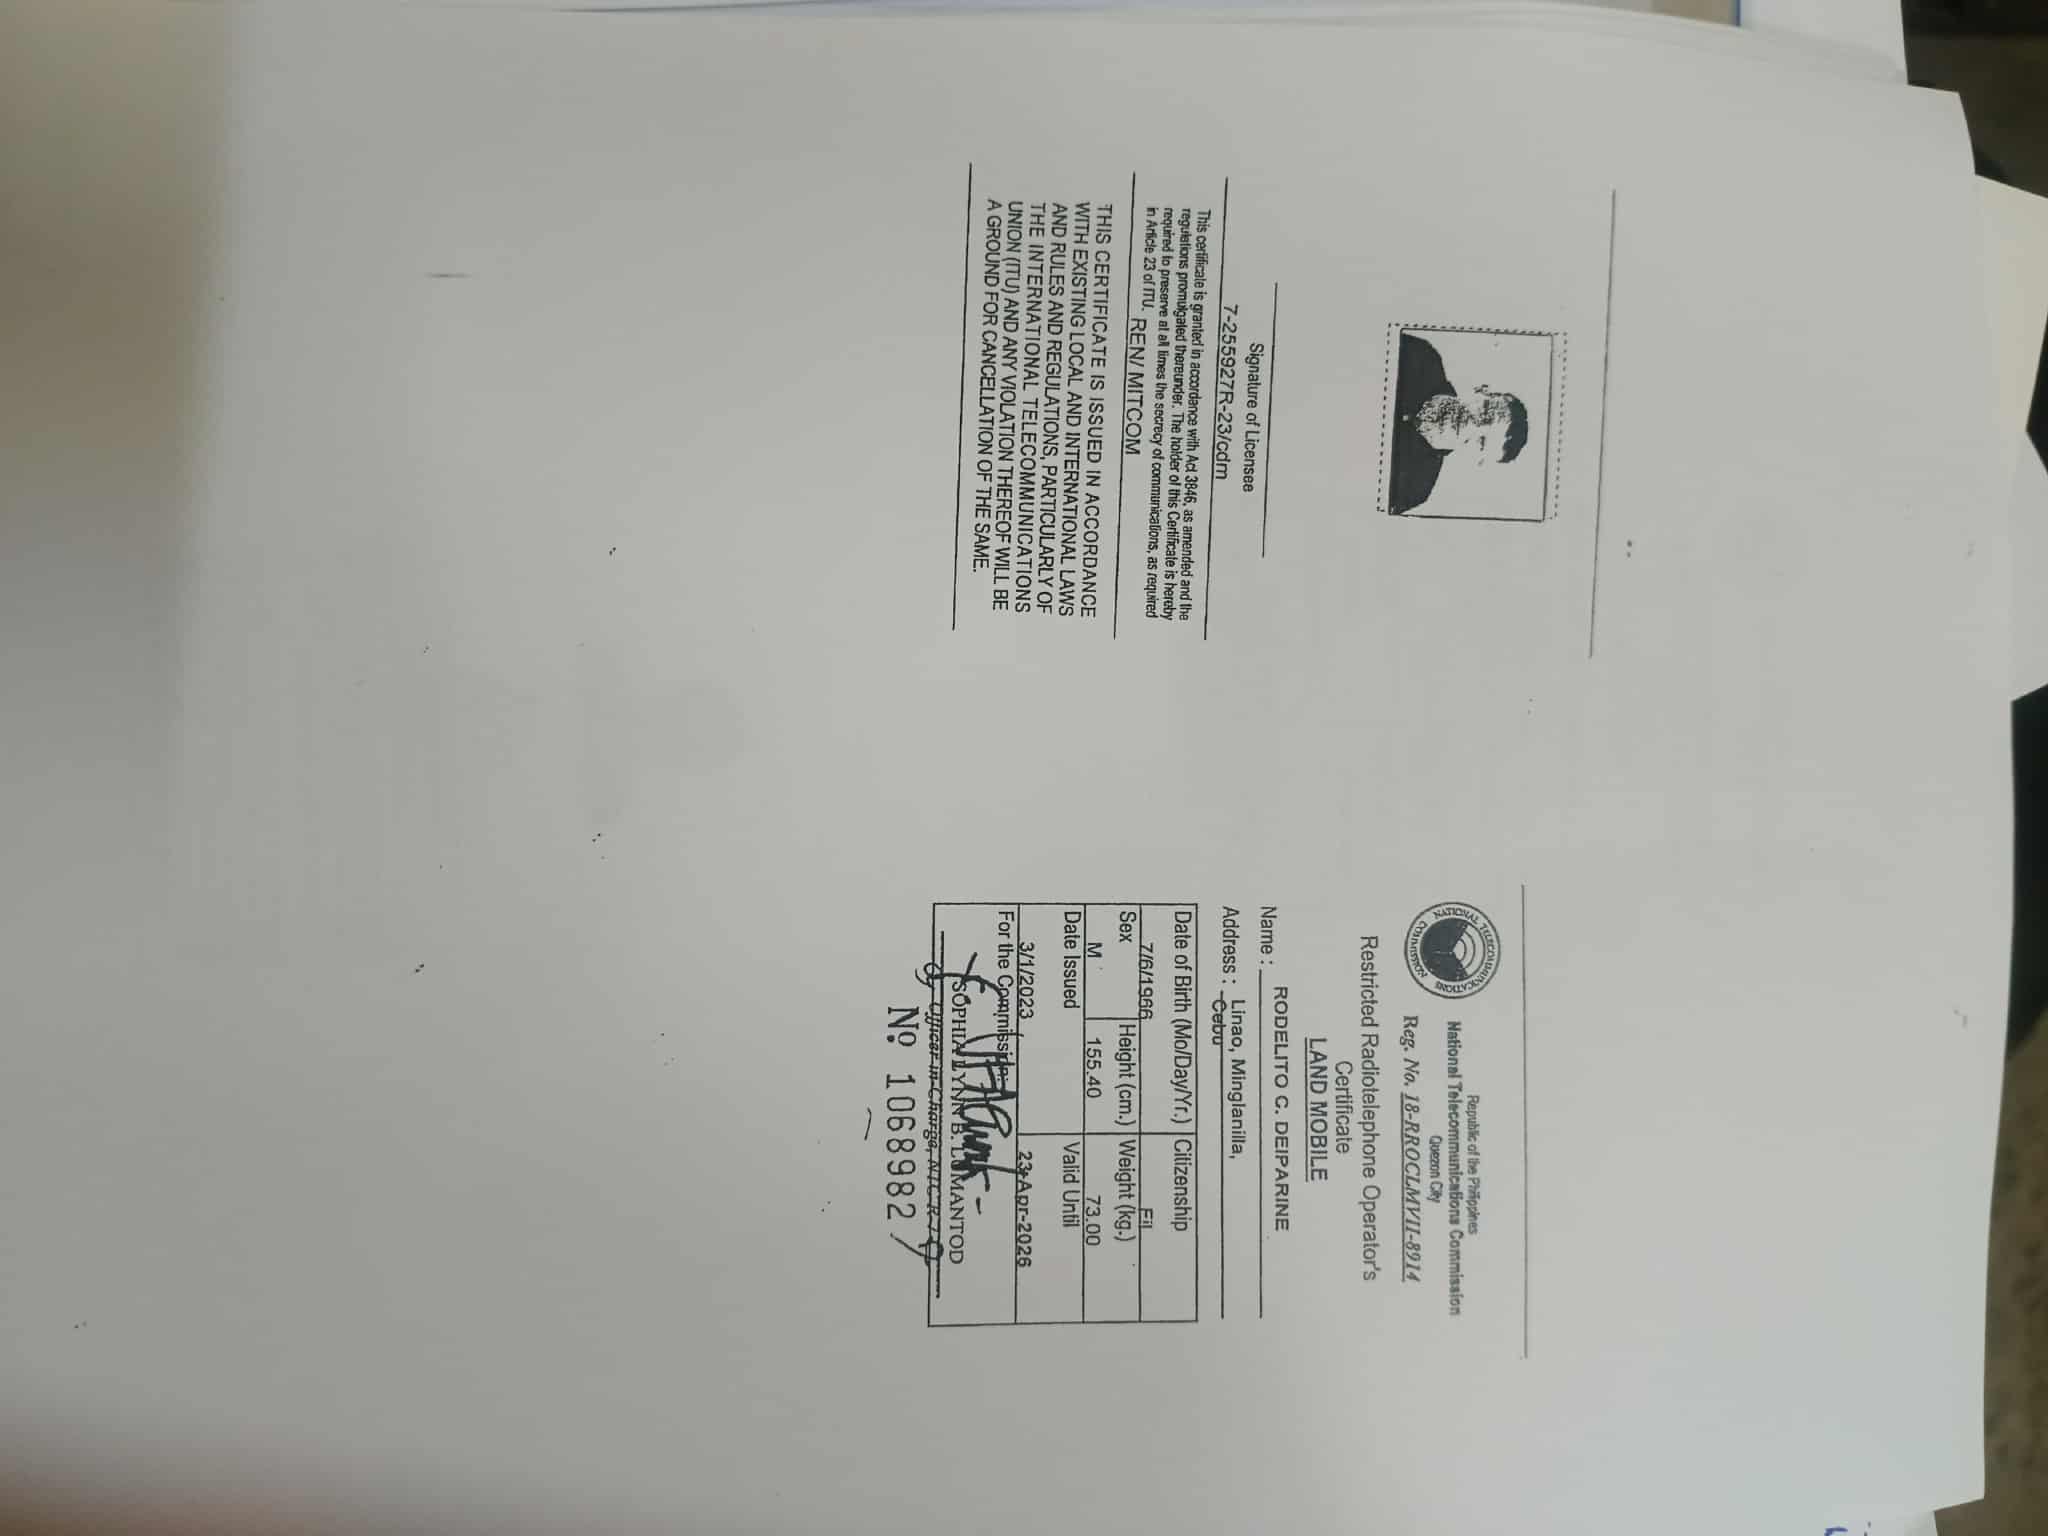 Signature of Licensee
7-255927R-23/cdm
This certificate is granted in accordance with Act 3846, as amended and the
regulations promulgated thereunder. The holder of this Certificate is hereby
required to preserve at all times the secrecy of communications, as required
in Article 23 of ITU.
REN/ MITCOM
THIS CERTIFICATE IS ISSUED IN ACCORDANCE
WITH EXISTING LOCAL AND INTERNATIONAL LAWS
AND RULES AND REGULATIONS, PARTICULARLY OF
THE INTERNATIONAL TELECOMMUNICATIONS
UNION (ITU) AND ANY VIOLATION THEREOF WILL BE
A GROUND FOR CANCELLATION OF THE SAME.
NATIONAL TELECOMMUNICATIONS COMMISSION
Republic of the Philippines
National Telecommunications Commission
Quezon City
Reg. No. 18-RROCLMVII-8914
Restricted Radiotelephone Operator's
Certificate
LAND MOBILE
Name : RODELITO C. DEIPARINE
Address : Linao, Minglanilla,
Cebu
Date of Birth (Mo/Day/Yr.) Citizenship
7/6/1966 Fil
Sex Height (cm.) Weight (kg.)
M 155.40 73.00
Date Issued Valid Until
3/1/2023 23-Apr-2026
For the Commission:
SOPHIA LYNN B. LUMANTOD
Officer-in-Charge, NTC R-7
Nº 1068982